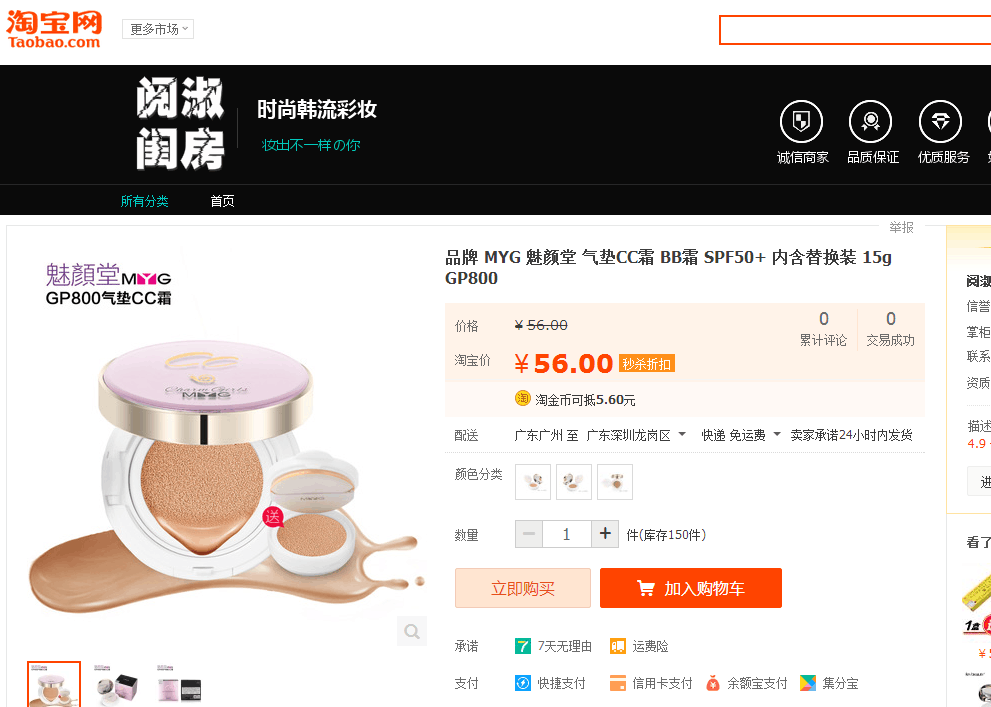 淘宝网
Taobao.com
更多市场
阅淑
闺房
时尚韩流彩妆
妆出不一样の你
诚信商家
品质保证
优质服务
所有分类
首页
举报
魅顏堂MYG
GP800气垫CC霜
Charm Girls
MYG
送
品牌 MYG 魅颜堂 气垫CC霜 BB霜 SPF50+ 内含替换装 15g
GP800
价格
¥ 56.00
0
累计评论
0
交易成功
淘宝价
¥ 56.00
秒杀折扣
淘 淘金币可抵5.60元
配送
广东广州 至 广东深圳龙岗区
快递 免运费
卖家承诺24小时内发货
颜色分类
数量
1
件(库存150件)
立即购买
加入购物车
承诺
7 7天无理由
运费险
支付
快捷支付
信用卡支付
余额宝支付
集分宝
阅淑
信誉
掌柜
联系
资质
描述
4.9
进
看了
1盒